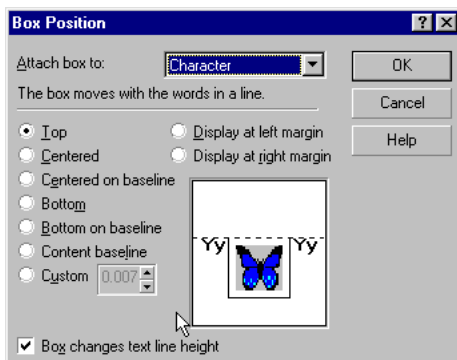 Box Position
Attach box to: Character
OK
The box moves with the words in a line.
Cancel
Top
Display at left margin
Help
Centered
Display at right margin
Centered on baseline
Bottom
Bottom on baseline
Content baseline
Custom 0.007
Yy Yy
Box changes text line height